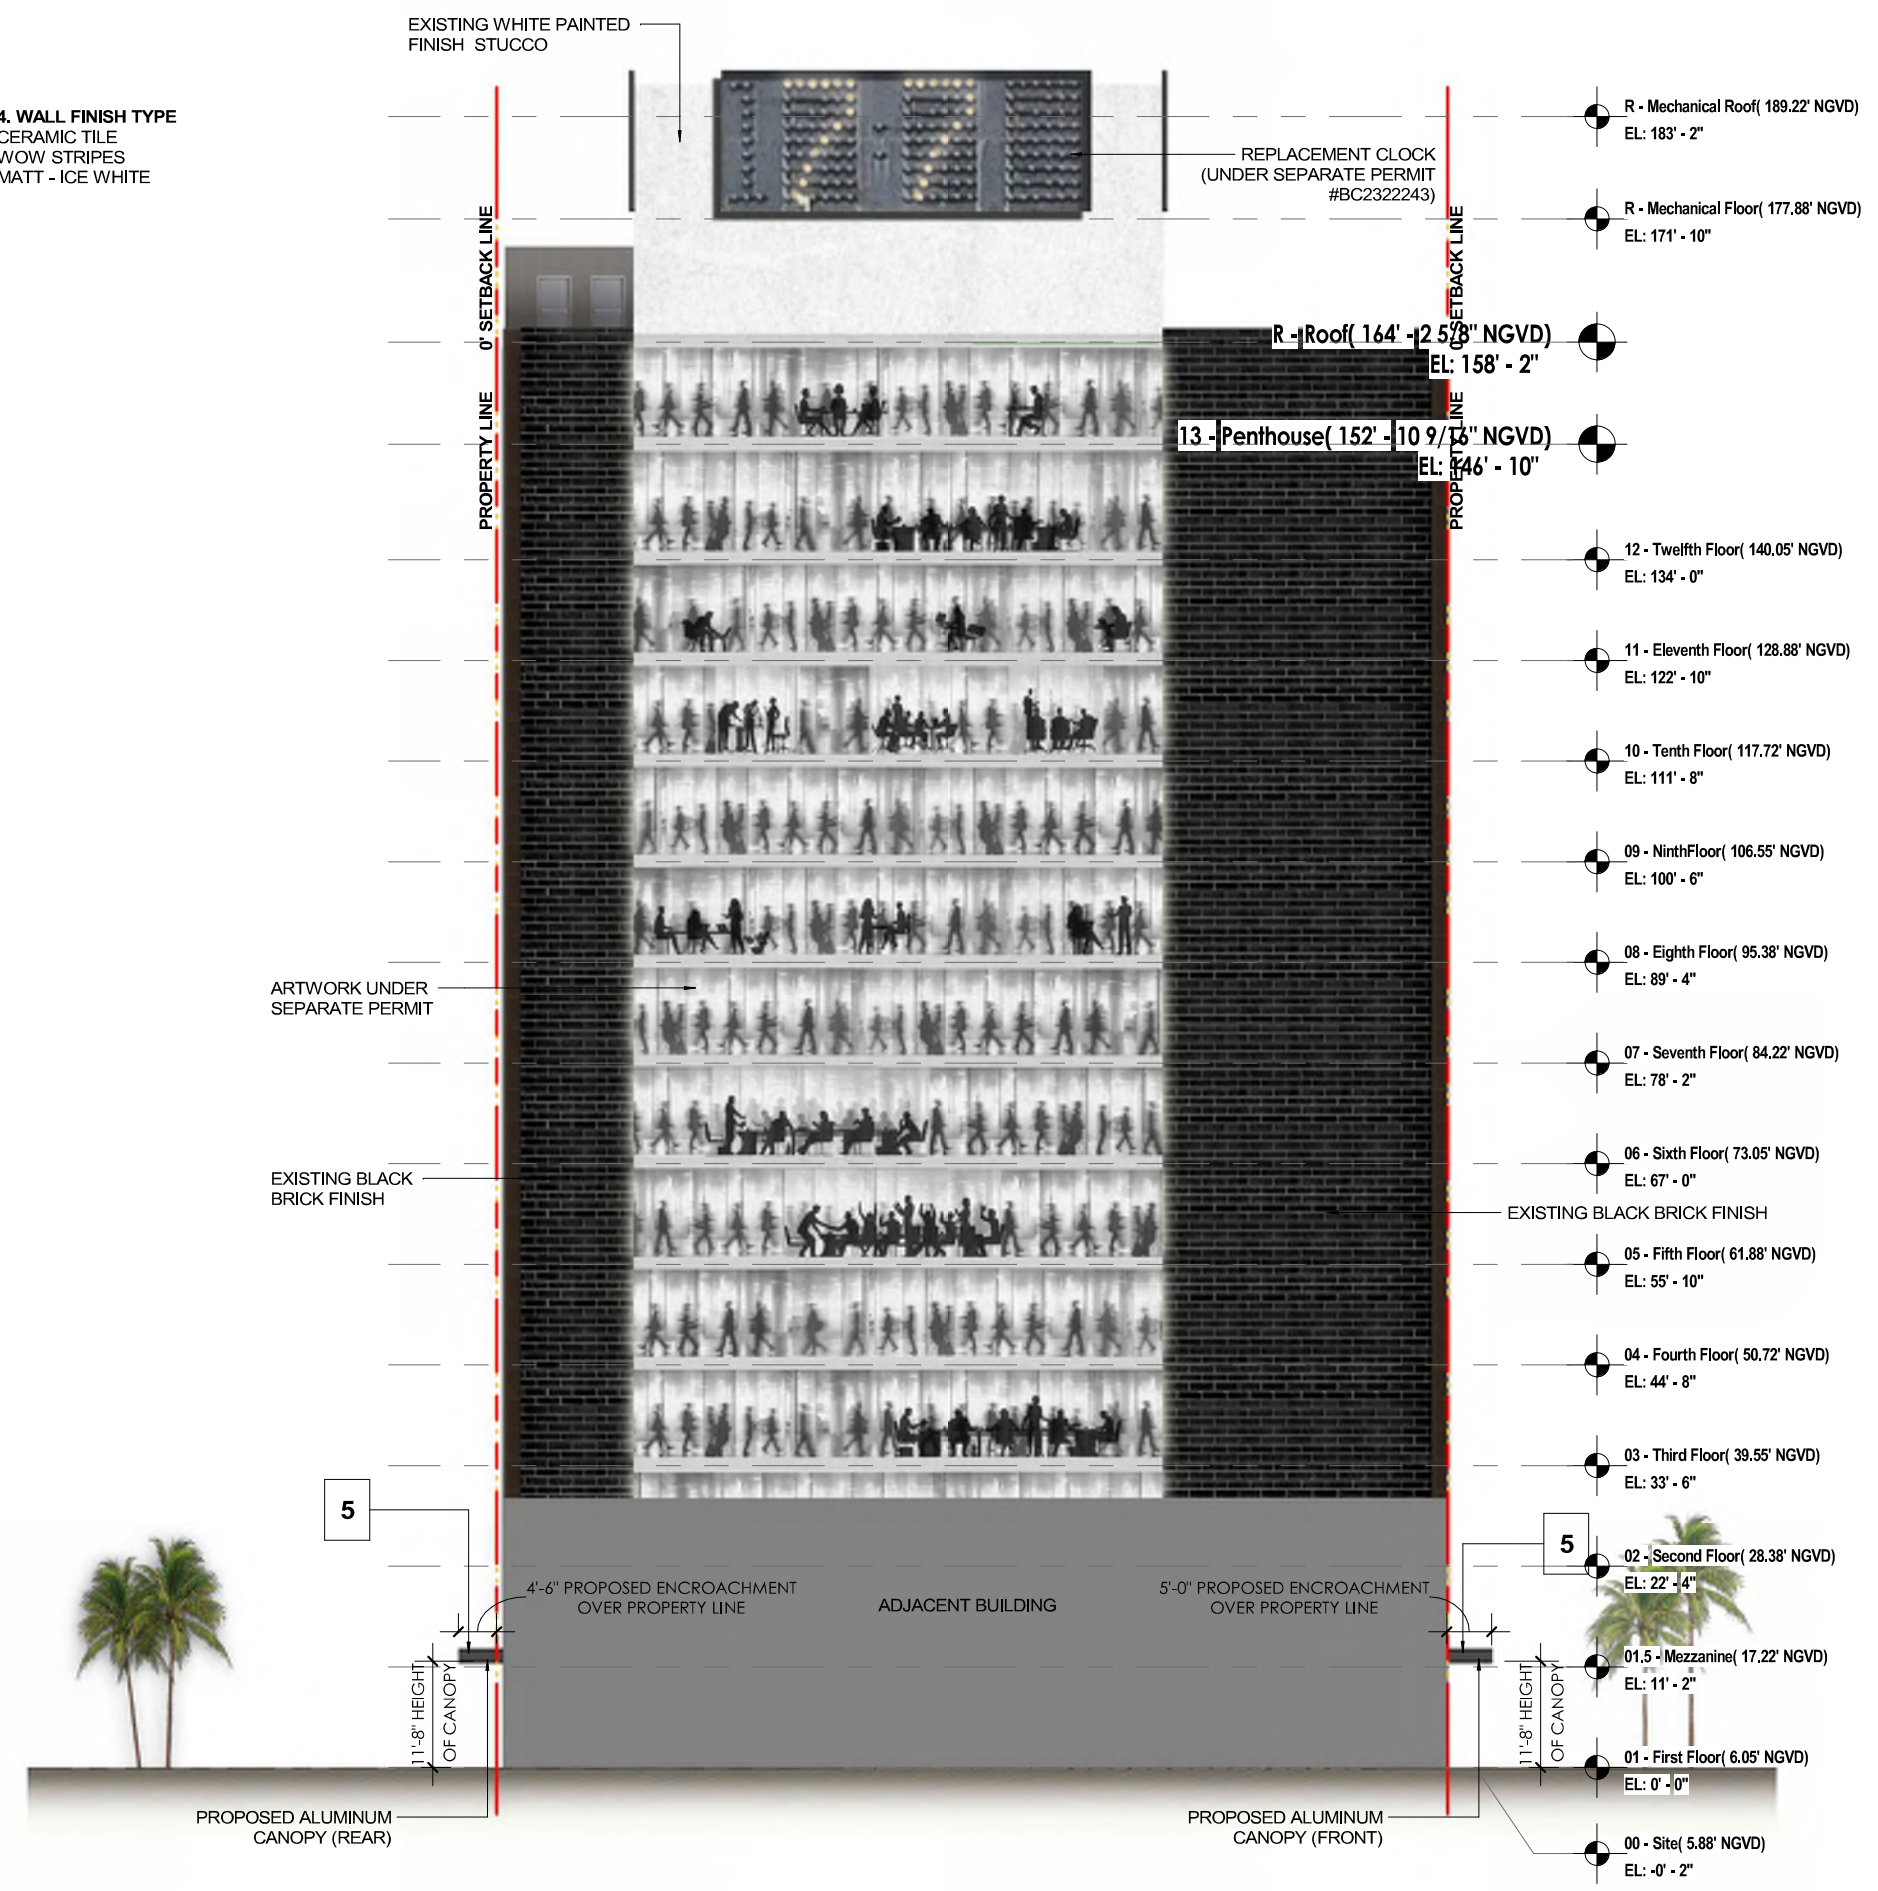 EXISTING WHITE PAINTED
FINISH STUCCO
4. WALL FINISH TYPE
CERAMIC TILE
WOW STRIPES
MATT - ICE WHITE
REPLACEMENT CLOCK
(UNDER SEPARATE PERMIT
#BC2322243)
0' SETBACK LINE
PROPERTY LINE
0' SETBACK LINE
PROPERTY LINE
R - Mechanical Roof( 189.22' NGVD)
EL: 183' - 2"
R - Mechanical Floor( 177.88' NGVD)
EL: 171' - 10"
R - Roof( 164' - 2 5/8" NGVD)
EL: 158' - 2"
13 - Penthouse( 152' - 10 9/16" NGVD)
EL: 146' - 10"
12 - Twelfth Floor( 140.05' NGVD)
EL: 134' - 0"
11 - Eleventh Floor( 128.88' NGVD)
EL: 122' - 10"
10 - Tenth Floor( 117.72' NGVD)
EL: 111' - 8"
09 - NinthFloor( 106.55' NGVD)
EL: 100' - 6"
08 - Eighth Floor( 95.38' NGVD)
EL: 89' - 4"
ARTWORK UNDER
SEPARATE PERMIT
07 - Seventh Floor( 84.22' NGVD)
EL: 78' - 2"
06 - Sixth Floor( 73.05' NGVD)
EL: 67' - 0"
EXISTING BLACK
BRICK FINISH
EXISTING BLACK BRICK FINISH
05 - Fifth Floor( 61.88' NGVD)
EL: 55' - 10"
04 - Fourth Floor( 50.72' NGVD)
EL: 44' - 8"
03 - Third Floor( 39.55' NGVD)
EL: 33' - 6"
5
5
02 - Second Floor( 28.38' NGVD)
EL: 22' - 4"
4'-6" PROPOSED ENCROACHMENT
OVER PROPERTY LINE
ADJACENT BUILDING
5'-0" PROPOSED ENCROACHMENT
OVER PROPERTY LINE
01.5 - Mezzanine( 17.22' NGVD)
EL: 11' - 2"
11'-8" HEIGHT
OF CANOPY
11'-8" HEIGHT
OF CANOPY
01 - First Floor( 6.05' NGVD)
EL: 0' - 0"
PROPOSED ALUMINUM
CANOPY (REAR)
PROPOSED ALUMINUM
CANOPY (FRONT)
00 - Site( 5.88' NGVD)
EL: -0' - 2"